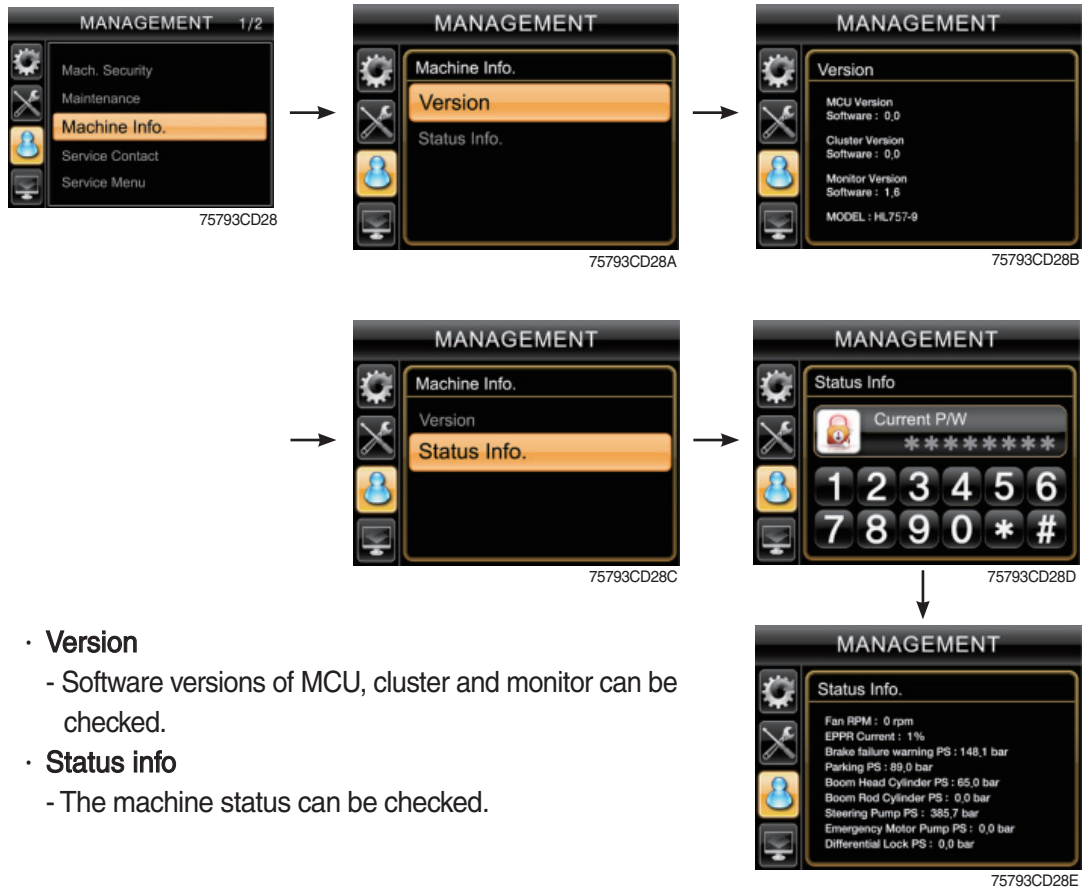 MANAGEMENT 1/2
Mach. Security
Maintenance
Machine Info.
Service Contact
Service Menu
75793CD28
MANAGEMENT
Machine Info.
Version
Status Info.
75793CD28A
MANAGEMENT
Version
MCU Version
Software : 0,0
Cluster Version
Software : 0,0
Monitor Version
Software : 1,6
MODEL : HL757-9
75793CD28B
MANAGEMENT
Machine Info.
Version
Status Info.
75793CD28C
MANAGEMENT
Status Info
Current P/W
********
1 2 3 4 5 6
7 8 9 0 * #
75793CD28D
· Version
- Software versions of MCU, cluster and monitor can be
checked.
· Status info
- The machine status can be checked.
MANAGEMENT
Status Info.
Fan RPM : 0 rpm
EPPR Current : 1%
Brake failure warning PS : 148,1 bar
Parking PS : 89,0 bar
Boom Head Cylinder PS : 65,0 bar
Boom Rod Cylinder PS : 0,0 bar
Steering Pump PS : 385,7 bar
Emergency Motor Pump PS : 0,0 bar
Differential Lock PS : 0,0 bar
75793CD28E